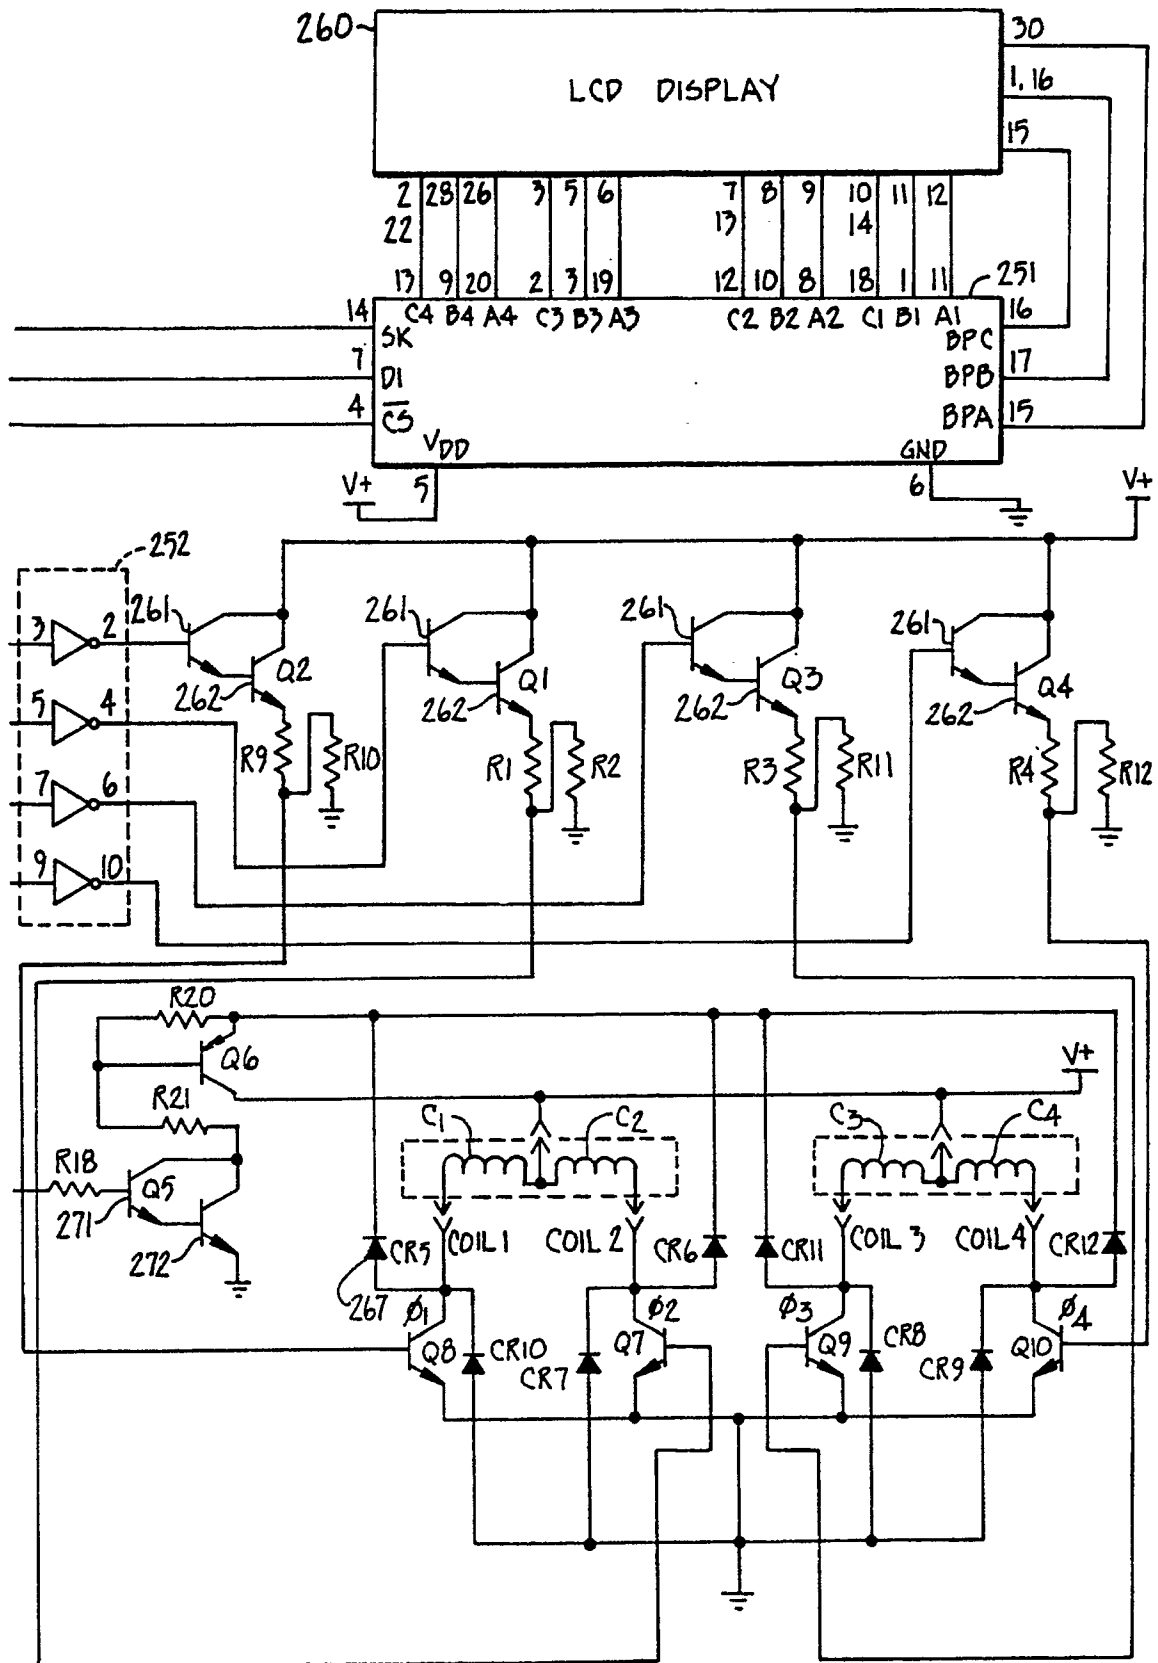 260
LCD DISPLAY
30
1, 16
15
2 28 26 3 5 6 7 8 9 10 11 12
22 13 14
13 9 20 2 3 19 12 10 8 18 1 11
251
C4 B4 A4 C3 B3 A3 C2 B2 A2 C1 B1 A1
14 SK
7 DI
4 CS
BPC 16
BPB 17
BPA 15
VDD
GND
V+ 5
6
V+
252
3 2
5 4
7 6
9 10
261 261 261 261
262 262 262 262
Q2 Q1 Q3 Q4
R9 R10 R1 R2 R3 R11 R4 R12
R20
Q6
R21
R18
Q5
271
272
V+
C1 C2 C3 C4
COIL 1 COIL 2 COIL 3 COIL 4
CR5 CR6 CR11 CR12
267
Ø1 Ø2 Ø3 Ø4
Q8 Q7 Q9 Q10
CR10 CR7 CR8 CR9